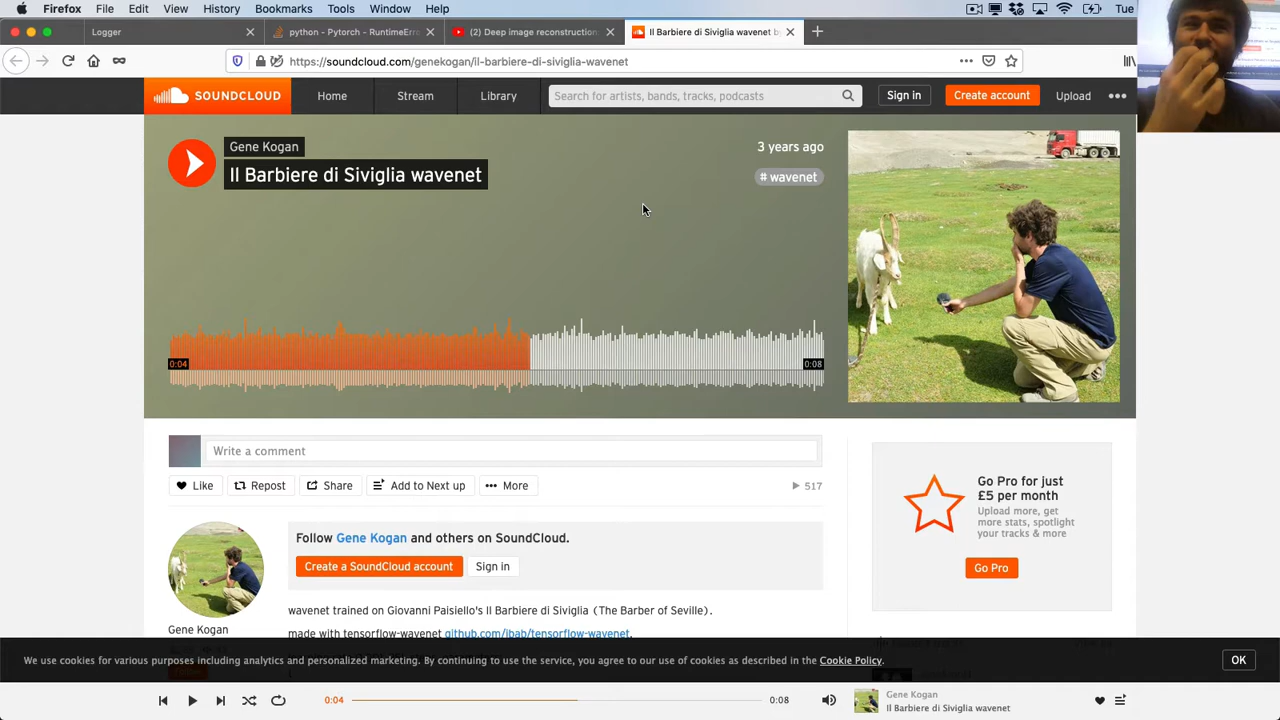 Firefox File Edit View History Bookmarks Tools Window Help Tue
Logger python - Pytorch - RuntimeErro (2) Deep image reconstruction: Il Barbiere di Siviglia wavenet b
https://soundcloud.com/genekogan/il-barbiere-di-siviglia-wavenet
SOUNDCLOUD Home Stream Library Search for artists, bands, tracks, podcasts Sign in Create account Upload
Gene Kogan 3 years ago
Il Barbiere di Siviglia wavenet # wavenet
0:04 0:08
Write a comment
Like Repost Share Add to Next up More 517
Go Pro for just
£5 per month
Upload more, get
more stats, spotlight
your tracks & more
Go Pro
Follow Gene Kogan and others on SoundCloud.
Create a SoundCloud account Sign in
Gene Kogan
wavenet trained on Giovanni Paisiello's Il Barbiere di Siviglia (The Barber of Seville).
made with tensorflow-wavenet github.com/ibab/tensorflow-wavenet.
We use cookies for various purposes including analytics and personalized marketing. By continuing to use the service, you agree to our use of cookies as described in the Cookie Policy. OK
0:04 0:08 Gene Kogan
Il Barbiere di Siviglia wavenet